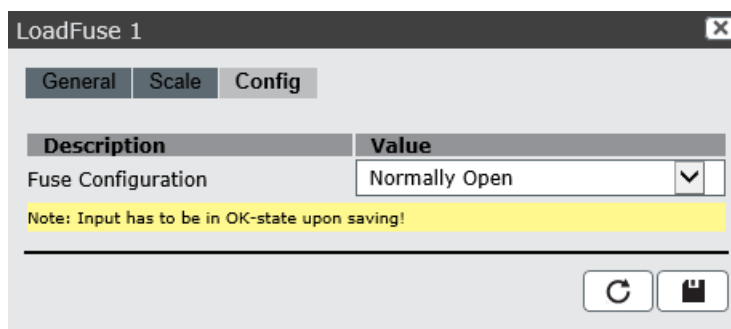 LoadFuse 1
General Scale Config
Description Value
Fuse Configuration Normally Open
Note: Input has to be in OK-state upon saving!